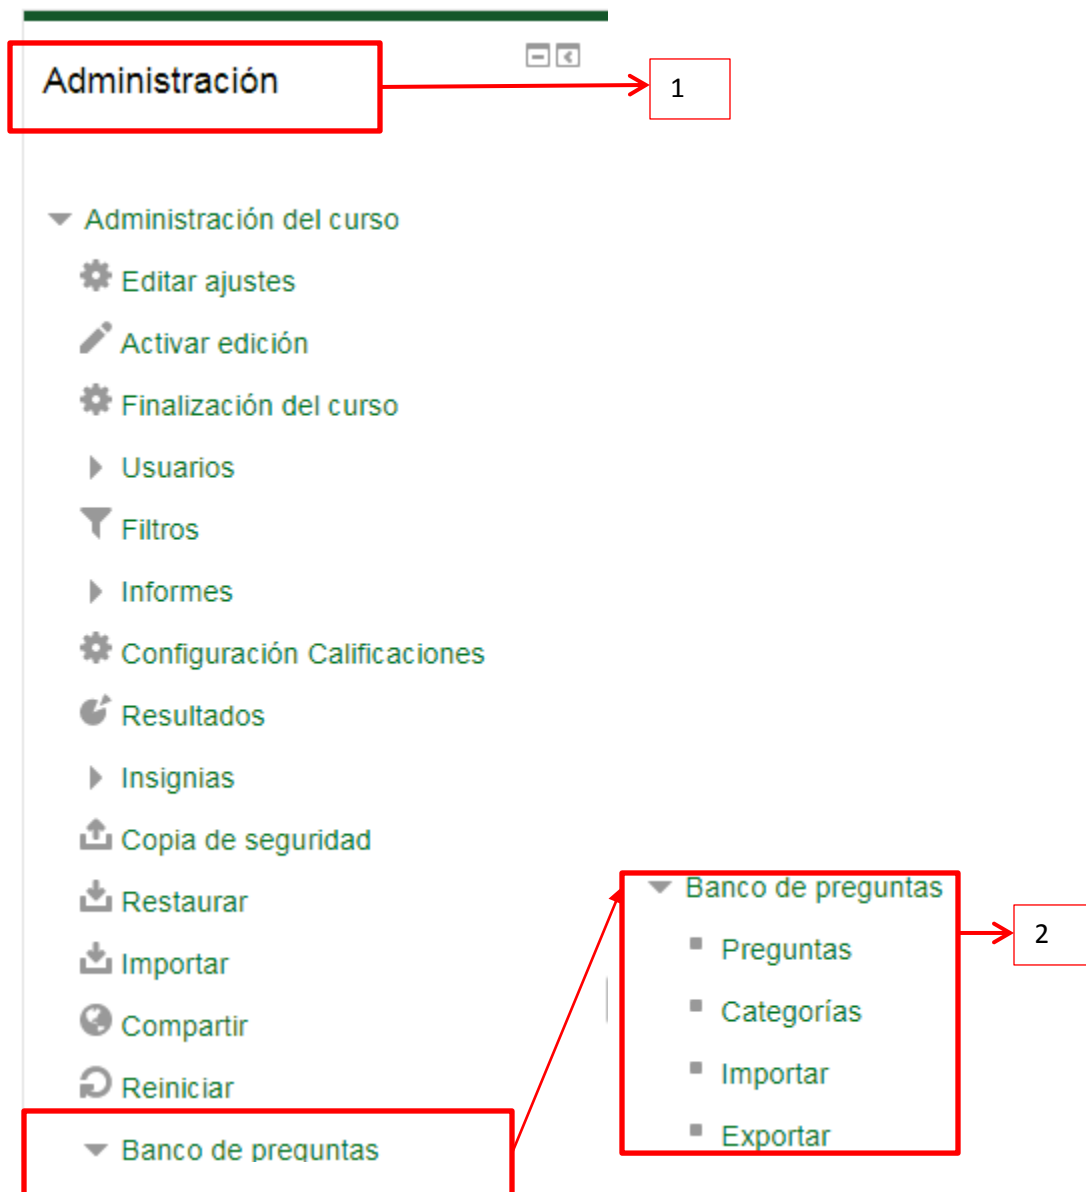 Administración
1
Administración del curso
Editar ajustes
Activar edición
Finalización del curso
Usuarios
Filtros
Informes
Configuración Calificaciones
Resultados
Insignias
Copia de seguridad
Restaurar
Importar
Compartir
Reiniciar
Banco de preguntas
Banco de preguntas
2
Preguntas
Categorías
Importar
Exportar